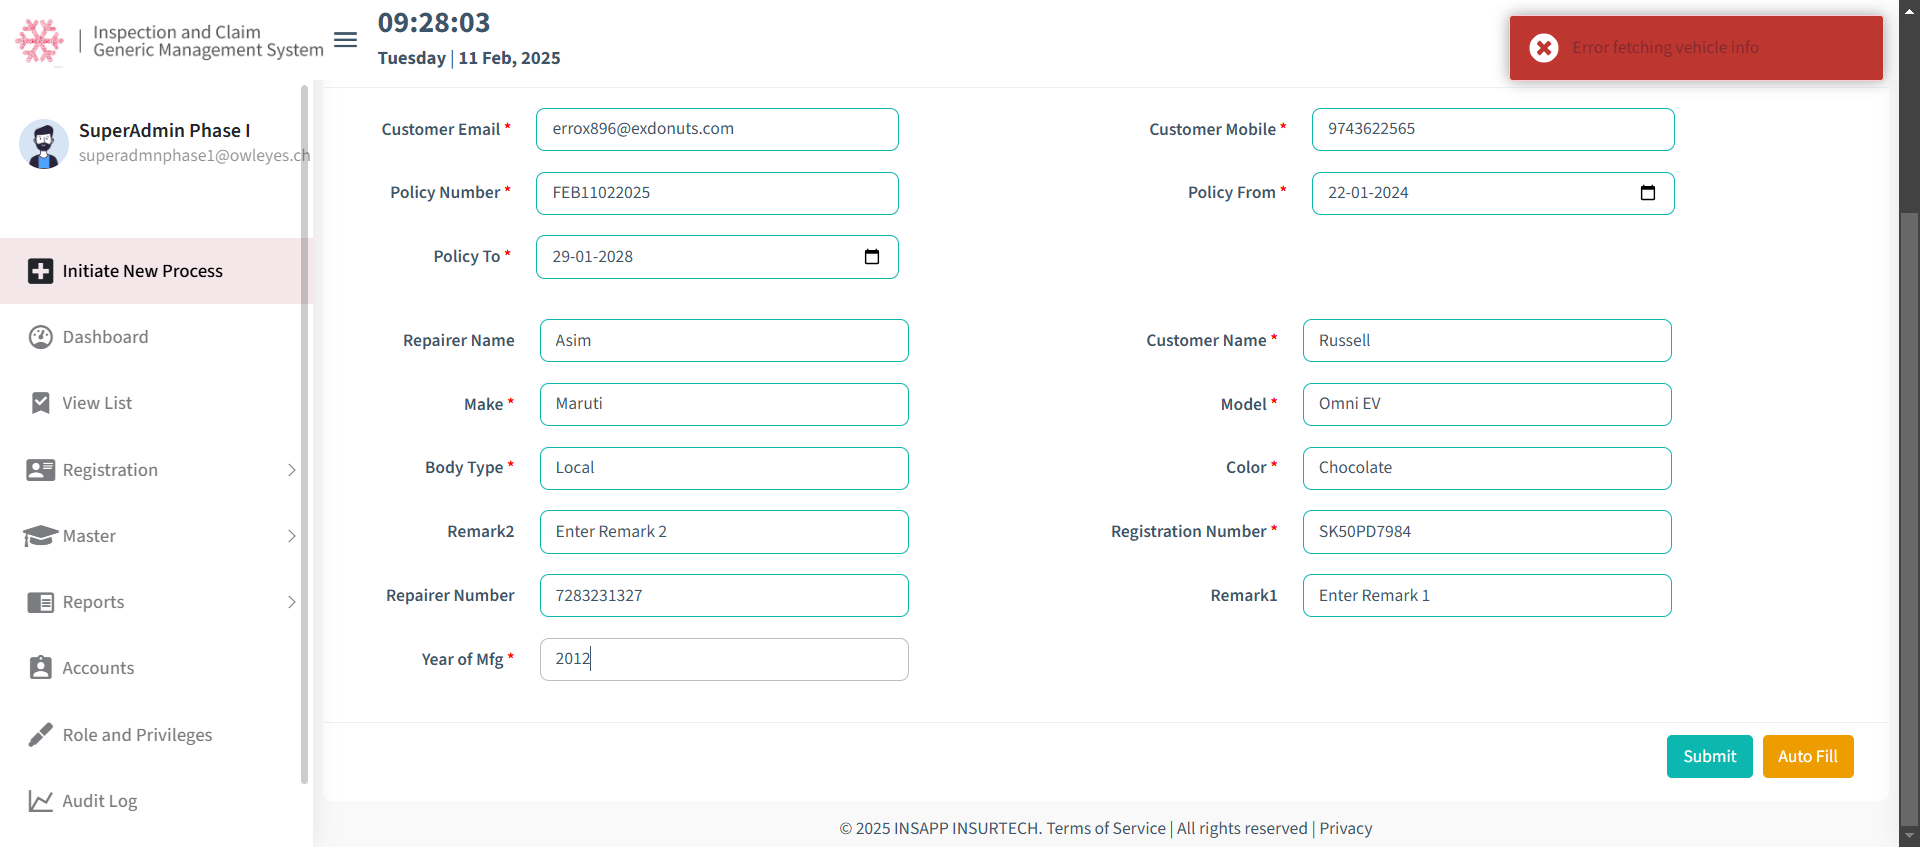 Inspection and Claim
Generic Management System
09:28:03
Tuesday | 11 Feb, 2025
Error fetching vehicle info
SuperAdmin Phase I
superadmnphase1@owleyes.ch
Initiate New Process
Dashboard
View List
Registration
Master
Reports
Accounts
Role and Privileges
Audit Log
Customer Email * errox896@exdonuts.com
Customer Mobile * 9743622565
Policy Number * FEB11022025
Policy From * 22-01-2024
Policy To * 29-01-2028
Repairer Name Asim
Customer Name * Russell
Make * Maruti
Model * Omni EV
Body Type * Local
Color * Chocolate
Remark2 Enter Remark 2
Registration Number * SK50PD7984
Repairer Number 7283231327
Remark1 Enter Remark 1
Year of Mfg * 2012
Submit
Auto Fill
© 2025 INSAPP INSURTECH. Terms of Service | All rights reserved | Privacy